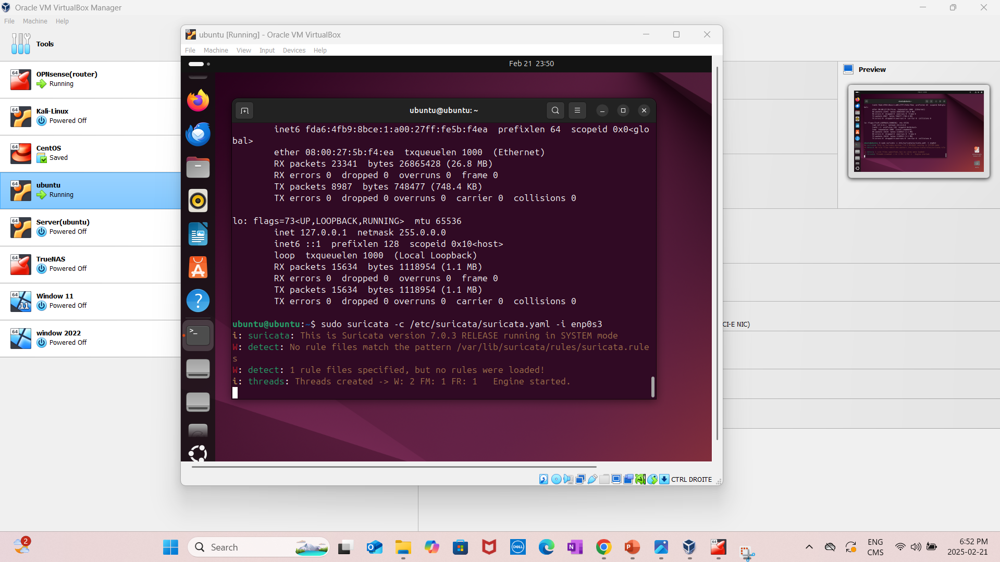 Oracle VM VirtualBox Manager
File Machine Help
Tools
64
OPNsense(router)
Running
64
Kali-Linux
Powered Off
64
CentOS
Saved
64
ubuntu
Running
64
Server(ubuntu)
Powered Off
64
TrueNAS
Powered Off
64
11
Window 11
Powered Off
64
window 2022
Powered Off
ubuntu [Running] - Oracle VM VirtualBox
File Machine View Input Devices Help
Feb 21 23:50
ubuntu@ubuntu: ~
inet6 fda6:4fb9:8bce:1:a00:27ff:fe5b:f4ea prefixlen 64 scopeid 0x0<glo
bal>
ether 08:00:27:5b:f4:ea txqueuelen 1000 (Ethernet)
RX packets 23341 bytes 26865428 (26.8 MB)
RX errors 0 dropped 0 overruns 0 frame 0
TX packets 8987 bytes 748477 (748.4 KB)
TX errors 0 dropped 0 overruns 0 carrier 0 collisions 0
lo: flags=73<UP,LOOPBACK,RUNNING> mtu 65536
inet 127.0.0.1 netmask 255.0.0.0
inet6 ::1 prefixlen 128 scopeid 0x10<host>
loop txqueuelen 1000 (Local Loopback)
RX packets 15634 bytes 1118954 (1.1 MB)
RX errors 0 dropped 0 overruns 0 frame 0
TX packets 15634 bytes 1118954 (1.1 MB)
TX errors 0 dropped 0 overruns 0 carrier 0 collisions 0
ubuntu@ubuntu:~$ sudo suricata -c /etc/suricata/suricata.yaml -i enp0s3
i: suricata: This is Suricata version 7.0.3 RELEASE running in SYSTEM mode
W: detect: No rule files match the pattern /var/lib/suricata/rules/suricata.rule
s
W: detect: 1 rule files specified, but no rules were loaded!
i: threads: Threads created -> W: 2 FM: 1 FR: 1 Engine started.
CTRL DROITE
Preview
CI-E NIC)
2
Search
DELL
64
ENG
CMS
6:52 PM
2025-02-21